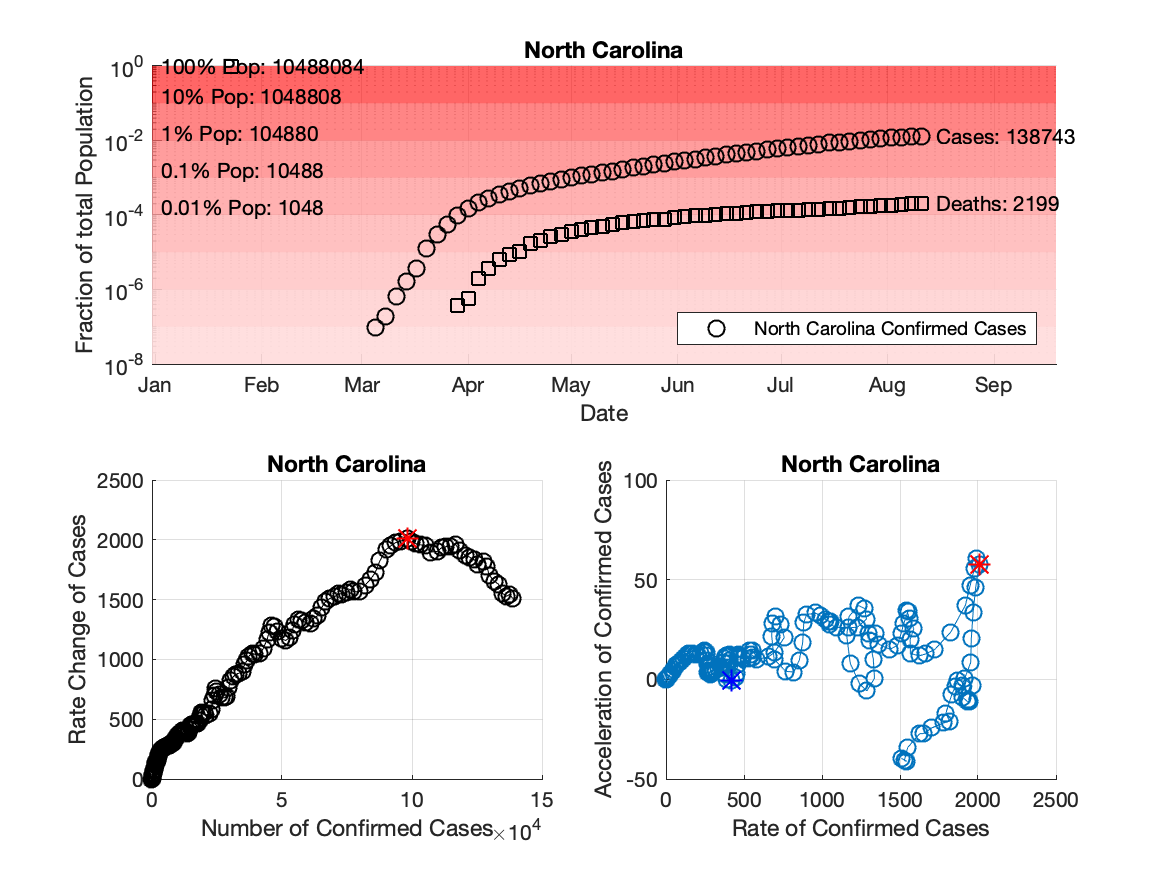 North Carolina
10^0
10^-2
10^-4
10^-6
10^-8
Fraction of total Population
100% Pop: 10488084
10% Pop: 1048808
1% Pop: 104880
0.1% Pop: 10488
0.01% Pop: 1048
Cases: 138743
Deaths: 2199
North Carolina Confirmed Cases
Jan Feb Mar Apr May Jun Jul Aug Sep
Date
North Carolina
2500
2000
1500
1000
500
0
Rate Change of Cases
0 5 10 15
Number of Confirmed Cases ×10^4
North Carolina
100
50
0
-50
Acceleration of Confirmed Cases
0 500 1000 1500 2000 2500
Rate of Confirmed Cases